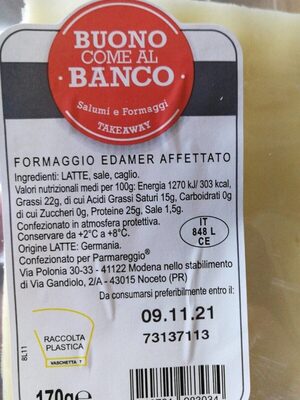 BUONO
COME AL
BANCO
Salumi e Formaggi
TAKEAWAY
FORMAGGIO EDAMER AFFETTATO
Ingredienti: LATTE, sale, caglio.
Valori nutrizionali medi per 100g: Energia 1270 kJ/ 303 kcal,
Grassi 22g, di cui Acidi Grassi Saturi 15g, Carboidrati 0g
di cui Zuccheri 0g, Proteine 25g, Sale 1,5g.
Confezionato in atmosfera protettiva.
Conservare da +2°C a +8°C.
Origine LATTE: Germania.
Confezionato per Parmareggio®
Via Polonia 30-33 - 41122 Modena nello stabilimento
di Via Gandiolo, 2/A - 43015 Noceto (PR)
IT
848 L
CE
Da consumarsi preferibilmente entro il:
09.11.21
73137113
RACCOLTA
PLASTICA
VASCHETTA 7
8L11
170g e